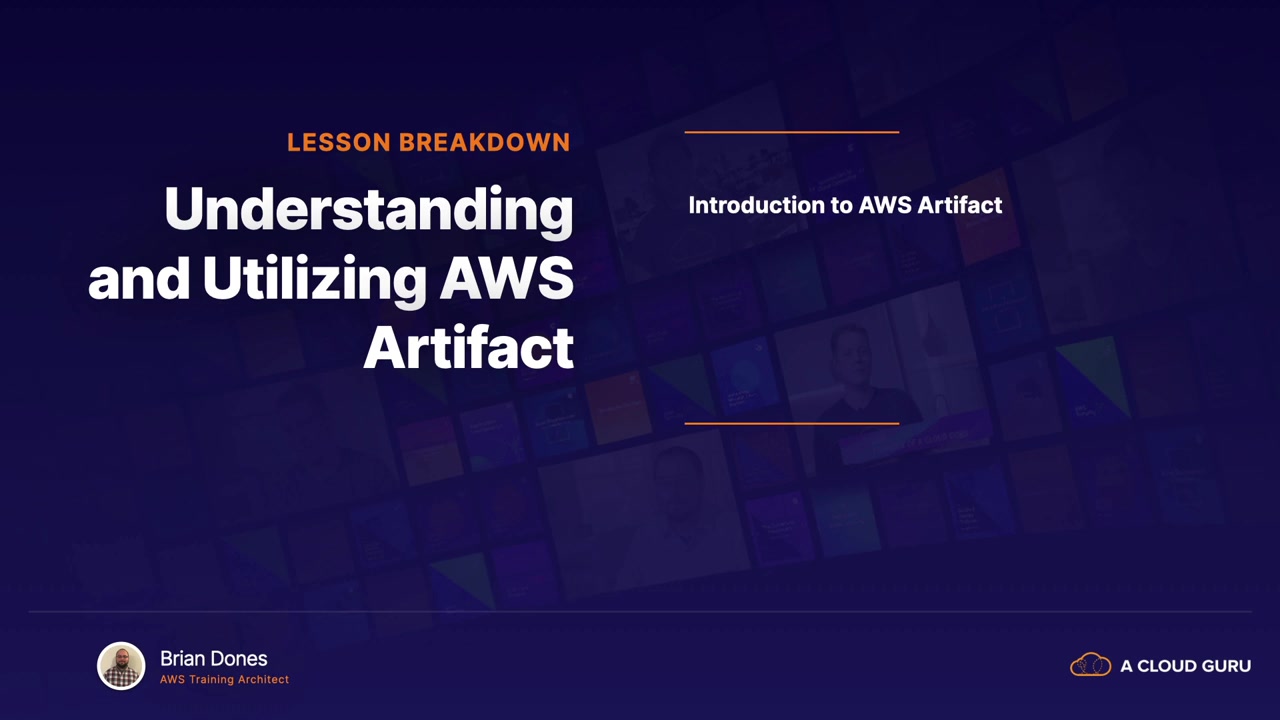 LESSON BREAKDOWN
Understanding
and Utilizing AWS
Artifact
Introduction to AWS Artifact
Brian Dones
AWS Training Architect
A CLOUD GURU